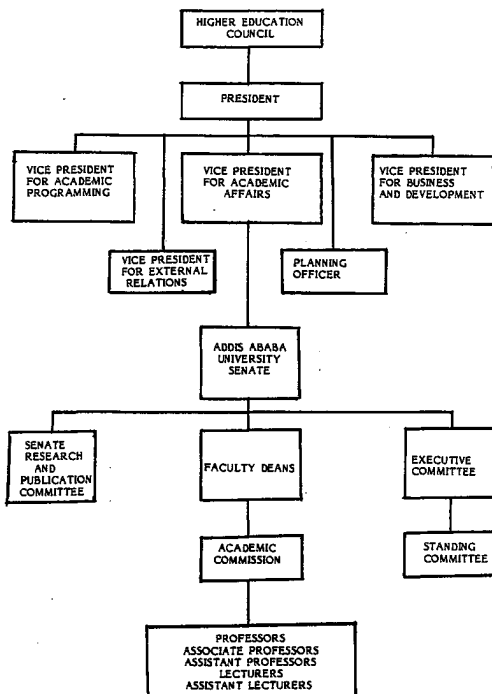 HIGHER EDUCATION
COUNCIL
PRESIDENT
VICE PRESIDENT
FOR ACADEMIC
PROGRAMMING
VICE PRESIDENT
FOR ACADEMIC
AFFAIRS
VICE PRESIDENT
FOR BUSINESS
AND DEVELOPMENT
VICE PRESIDENT
FOR EXTERNAL
RELATIONS
PLANNING
OFFICER
ADDIS ABABA
UNIVERSITY
SENATE
SENATE
RESEARCH
AND
PUBLICATION
COMMITTEE
FACULTY DEANS
EXECUTIVE
COMMITTEE
ACADEMIC
COMMISSION
STANDING
COMMITTEE
PROFESSORS
ASSOCIATE PROFESSORS
ASSISTANT PROFESSORS
LECTURERS
ASSISTANT LECTURERS